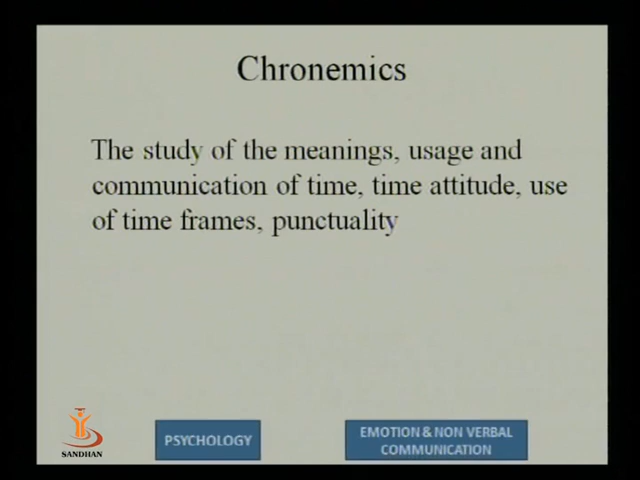 Chronemics
The study of the meanings, usage and
communication of time, time attitude, use
of time frames, punctuality
SANDHAN
PSYCHOLOGY
EMOTION & NON VERBAL
COMMUNICATION